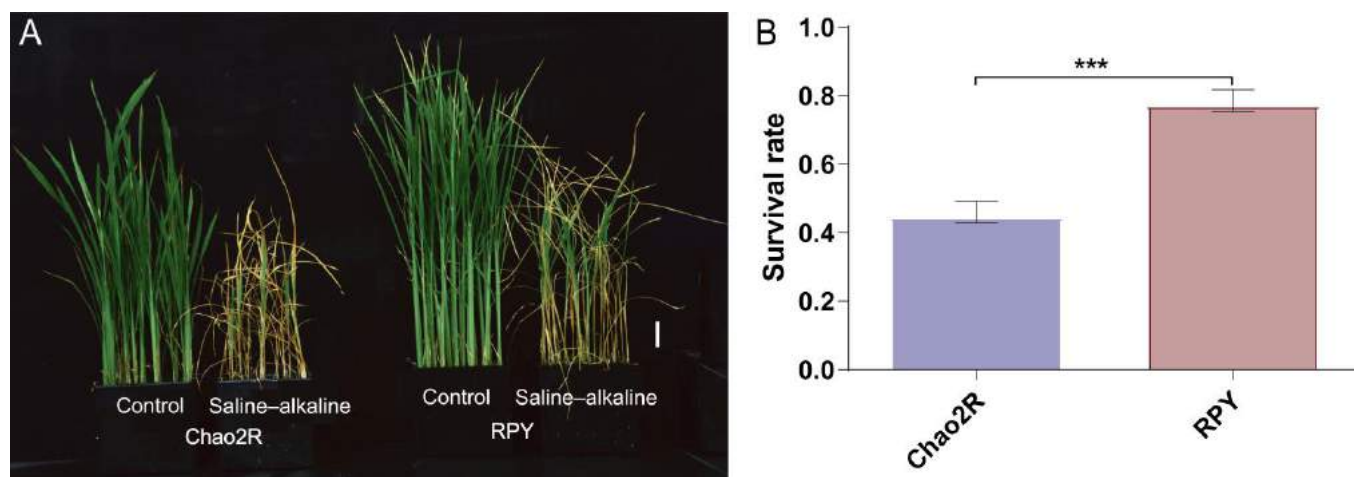 A
Control Saline–alkaline
Chao2R
Control Saline–alkaline
RPY
B
Survival rate
1.0
0.8
0.6
0.4
0.2
0.0
***
Chao2R
RPY